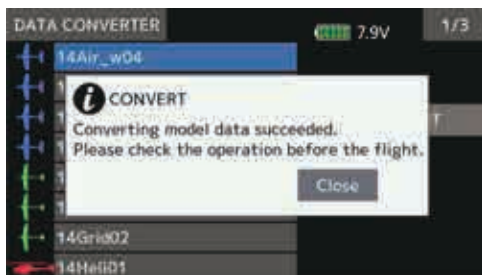 DATA CONVERTER 7.9V 1/3
14Air_w04
CONVERT
Converting model data succeeded.
Please check the operation before the flight.
Close
14Grid02
14Heli01